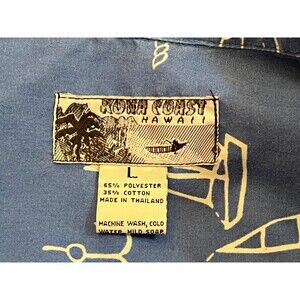 KONA COAST
HAWAII
L
65% POLYESTER
35% COTTON
MADE IN THAILAND
MACHINE WASH, COLD
WATER, MILD SOAP